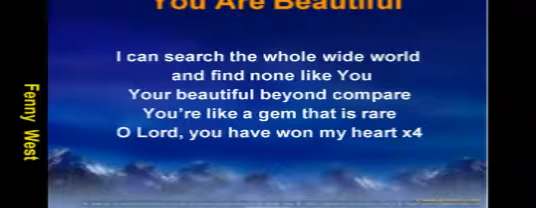 You Are Beautiful
I can search the whole wide world
and find none like You
Your beautiful beyond compare
You're like a gem that is rare
O Lord, you have won my heart x4
Fenny West